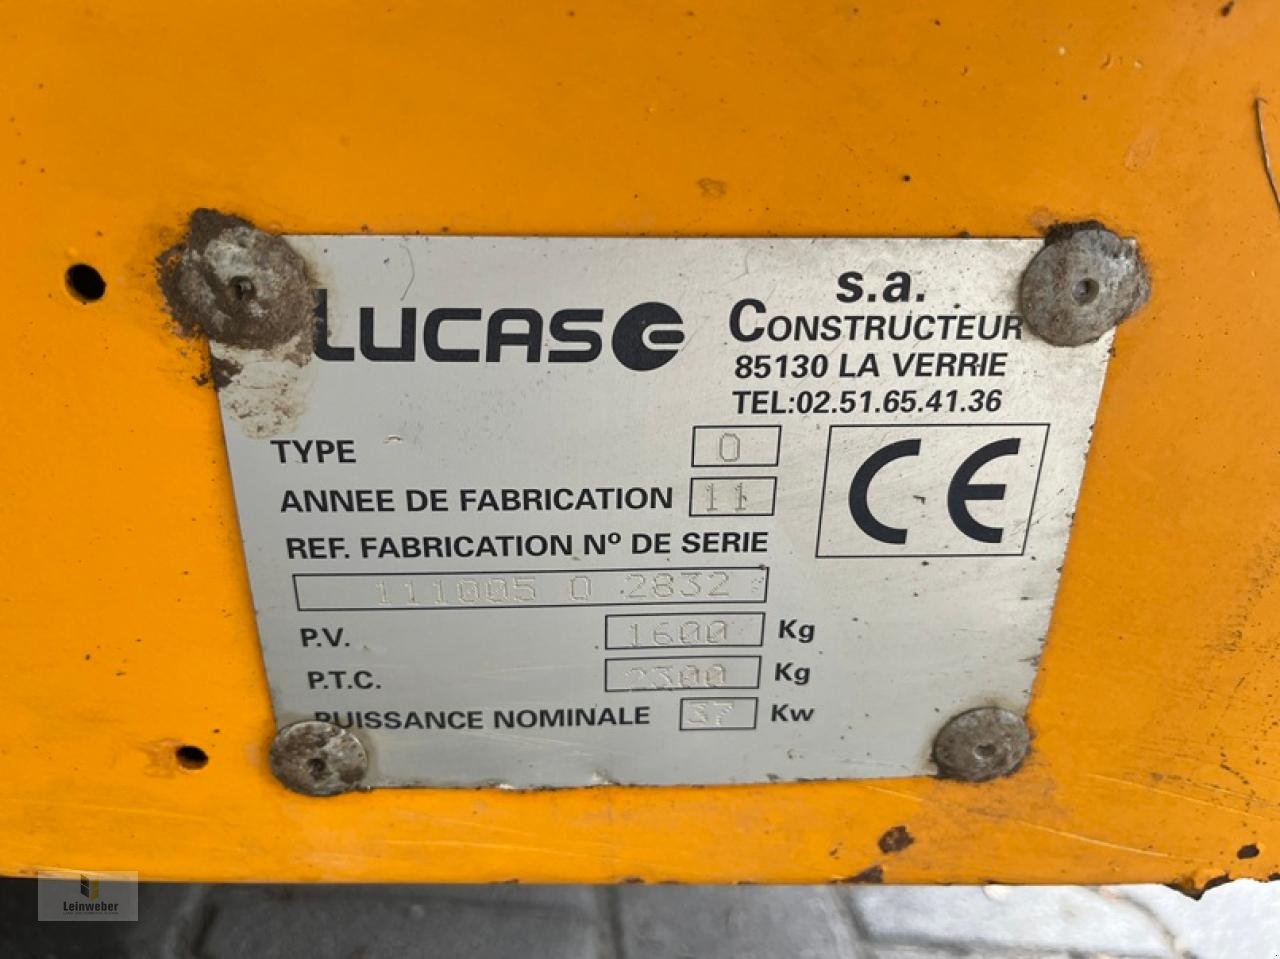 LUCAS G
s.a.
CONSTRUCTEUR
85130 LA VERRIE
TEL:02.51.65.41.36
TYPE 0
ANNEE DE FABRICATION 11
CE
REF. FABRICATION Nº DE SERIE
111005 0 2832
P.V. 1600 Kg
P.T.C. 2300 Kg
PUISSANCE NOMINALE 37 Kw
Leinweber